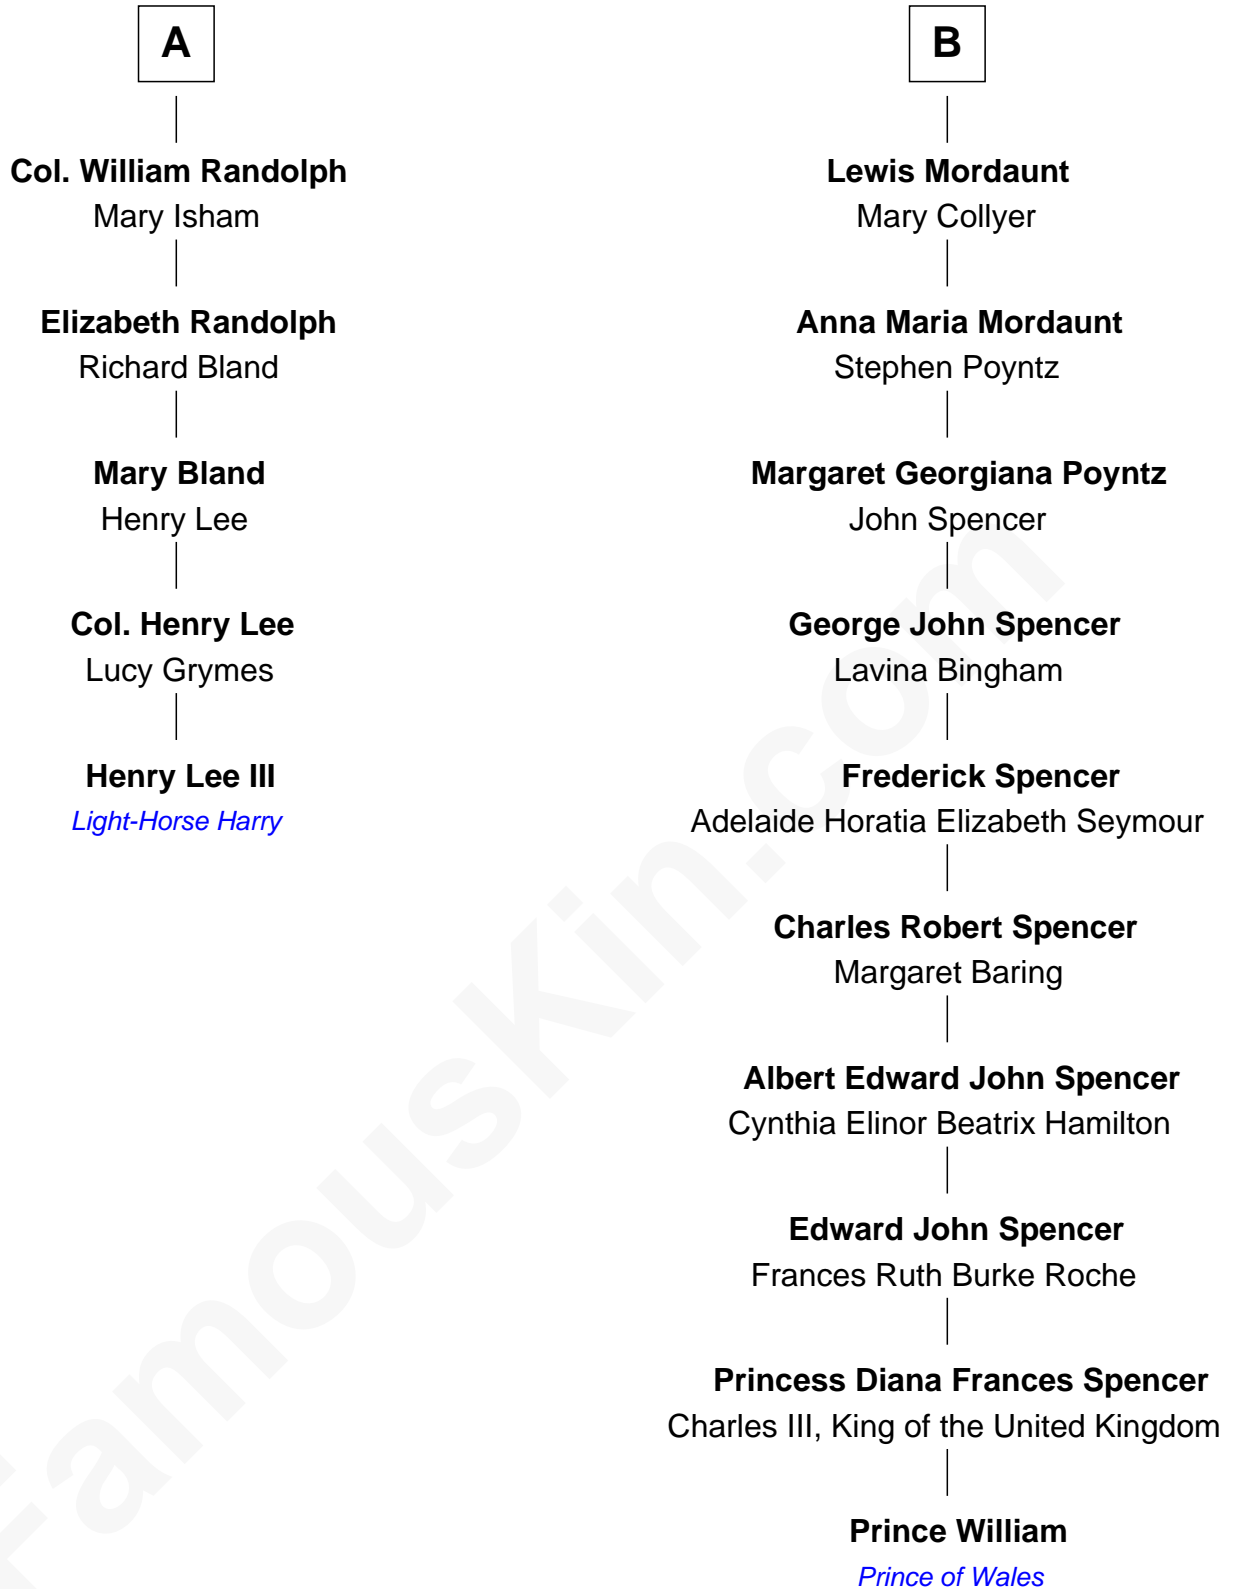 A
Col. William Randolph
Mary Isham
Elizabeth Randolph
Richard Bland
Mary Bland
Henry Lee
Col. Henry Lee
Lucy Grymes
Henry Lee III
Light-Horse Harry
B
Lewis Mordaunt
Mary Collyer
Anna Maria Mordaunt
Stephen Poyntz
Margaret Georgiana Poyntz
John Spencer
George John Spencer
Lavina Bingham
Frederick Spencer
Adelaide Horatia Elizabeth Seymour
Charles Robert Spencer
Margaret Baring
Albert Edward John Spencer
Cynthia Elinor Beatrix Hamilton
Edward John Spencer
Frances Ruth Burke Roche
Princess Diana Frances Spencer
Charles III, King of the United Kingdom
Prince William
Prince of Wales
FamousKin.com